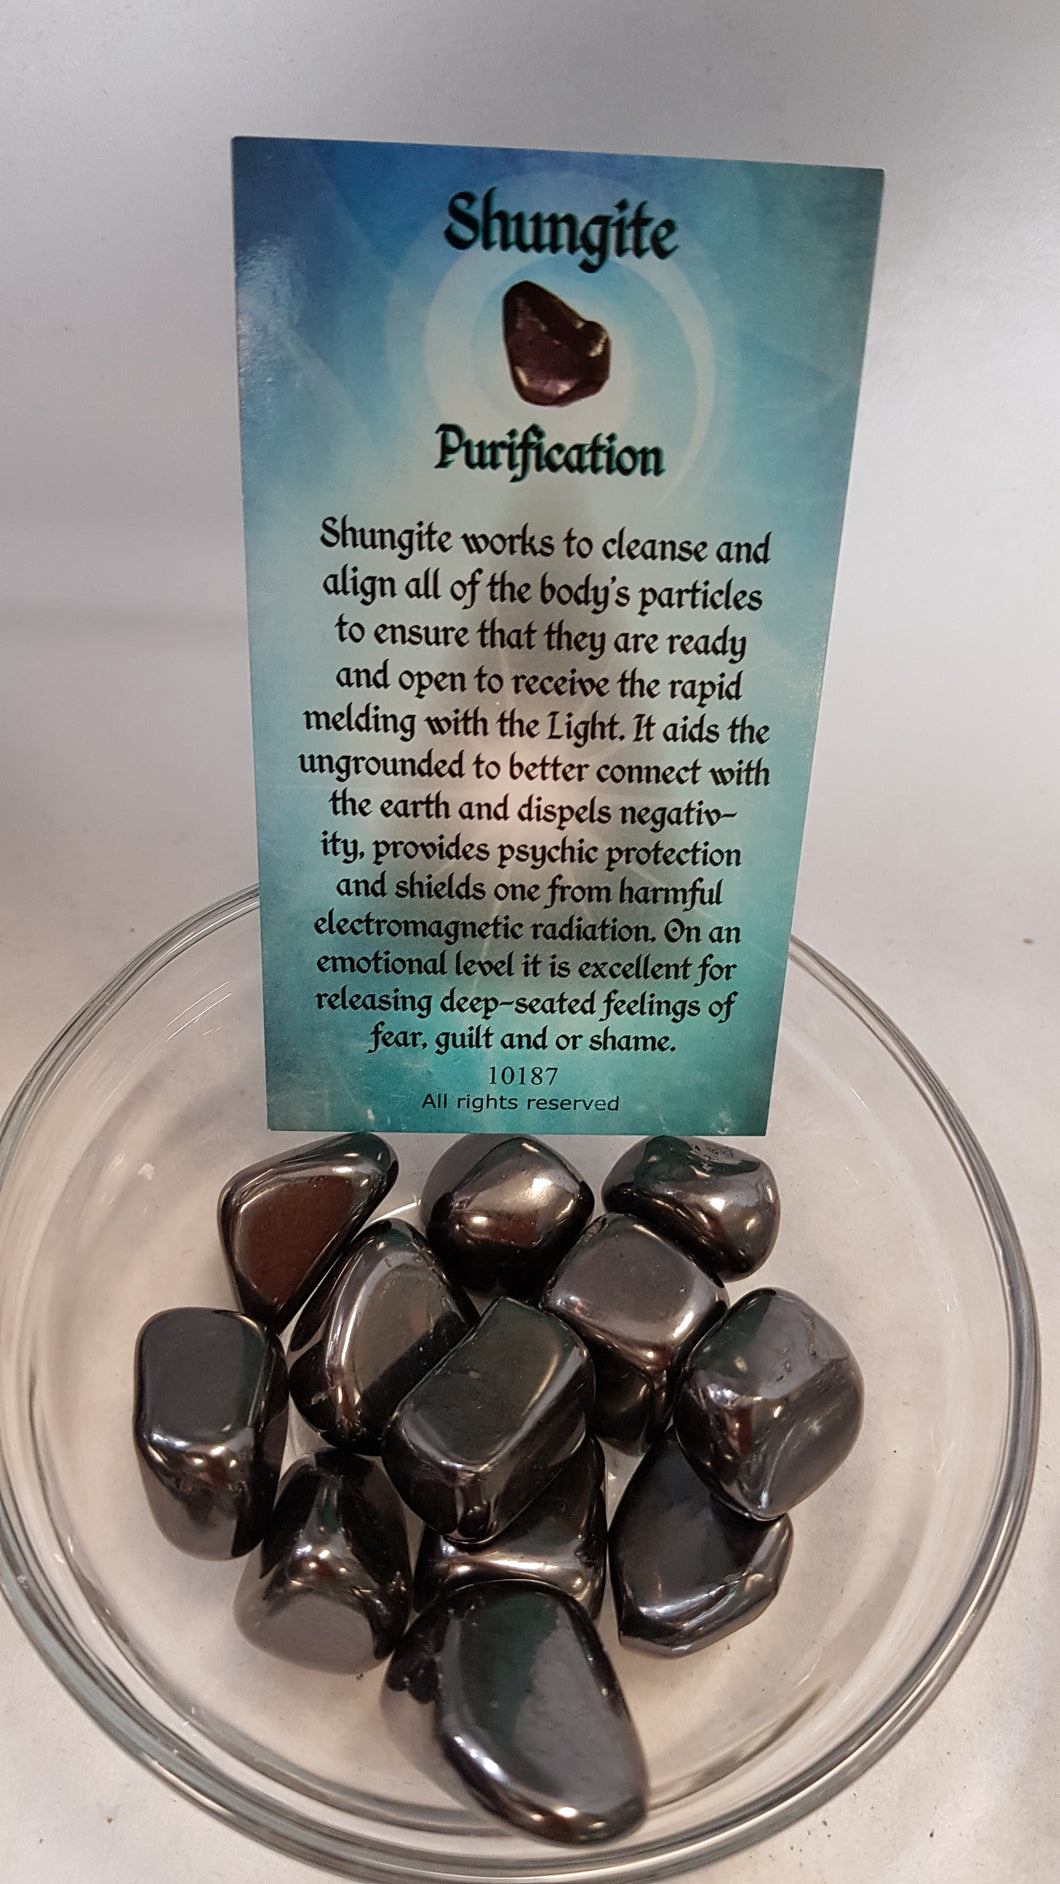 Shungite
Purification
Shungite works to cleanse and
align all of the body's particles
to ensure that they are ready
and open to receive the rapid
melding with the Light. It aids the
ungrounded to better connect with
the earth and dispels negativ-
ity, provides psychic protection
and shields one from harmful
electromagnetic radiation. On an
emotional level it is excellent for
releasing deep-seated feelings of
fear, guilt and or shame.
10187
All rights reserved